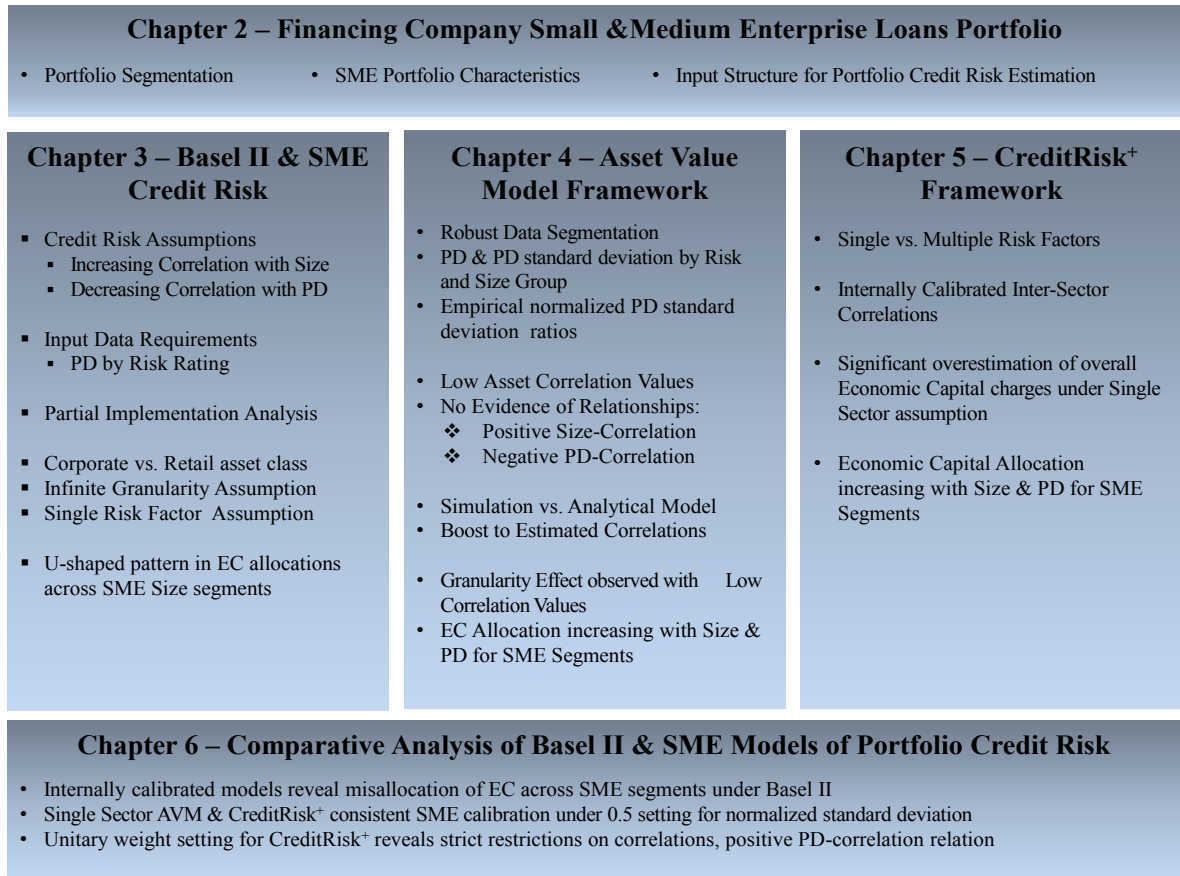 Chapter 2 – Financing Company Small &Medium Enterprise Loans Portfolio
• Portfolio Segmentation • SME Portfolio Characteristics • Input Structure for Portfolio Credit Risk Estimation
Chapter 3 – Basel II & SME
Credit Risk
▪ Credit Risk Assumptions
▪ Increasing Correlation with Size
▪ Decreasing Correlation with PD
▪ Input Data Requirements
▪ PD by Risk Rating
▪ Partial Implementation Analysis
▪ Corporate vs. Retail asset class
▪ Infinite Granularity Assumption
▪ Single Risk Factor Assumption
▪ U-shaped pattern in EC allocations
across SME Size segments
Chapter 4 – Asset Value
Model Framework
• Robust Data Segmentation
• PD & PD standard deviation by Risk
and Size Group
• Empirical normalized PD standard
deviation ratios
• Low Asset Correlation Values
• No Evidence of Relationships:
❖ Positive Size-Correlation
❖ Negative PD-Correlation
• Simulation vs. Analytical Model
• Boost to Estimated Correlations
• Granularity Effect observed with Low
Correlation Values
• EC Allocation increasing with Size &
PD for SME Segments
Chapter 5 – CreditRisk⁺
Framework
• Single vs. Multiple Risk Factors
• Internally Calibrated Inter-Sector
Correlations
• Significant overestimation of overall
Economic Capital charges under Single
Sector assumption
• Economic Capital Allocation
increasing with Size & PD for SME
Segments
Chapter 6 – Comparative Analysis of Basel II & SME Models of Portfolio Credit Risk
• Internally calibrated models reveal misallocation of EC across SME segments under Basel II
• Single Sector AVM & CreditRisk⁺ consistent SME calibration under 0.5 setting for normalized standard deviation
• Unitary weight setting for CreditRisk⁺ reveals strict restrictions on correlations, positive PD-correlation relation